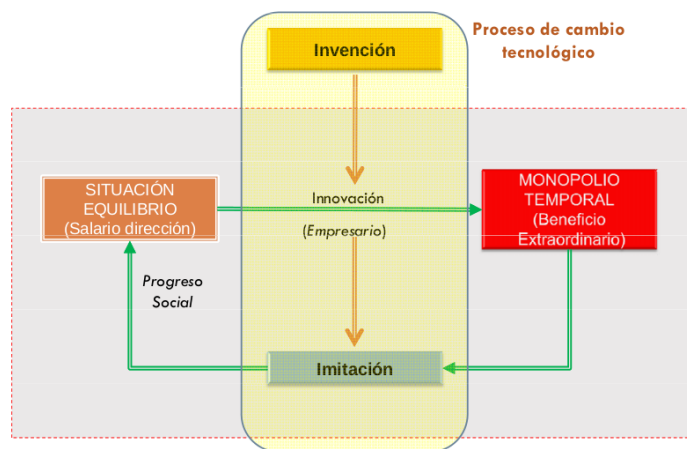 Invención
Proceso de cambio
tecnológico
SITUACIÓN
EQUILIBRIO
(Salario dirección)
Innovación
(Empresario)
MONOPOLIO
TEMPORAL
(Beneficio
Extraordinario)
Progreso
Social
Imitación